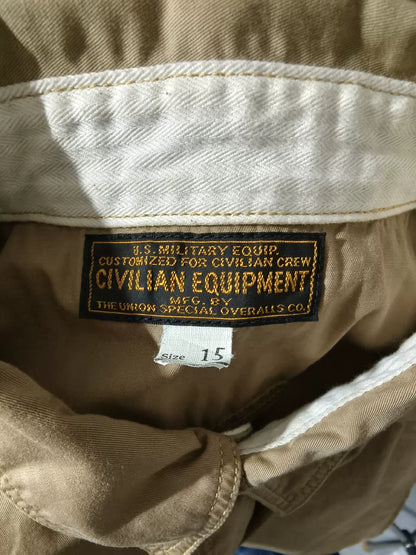 U.S. MILITARY EQUIP.
CUSTOMIZED FOR CIVILIAN CREW
CIVILIAN EQUIPMENT
MFG. BY
THE UNION SPECIAL OVERALLS CO.
Size 15